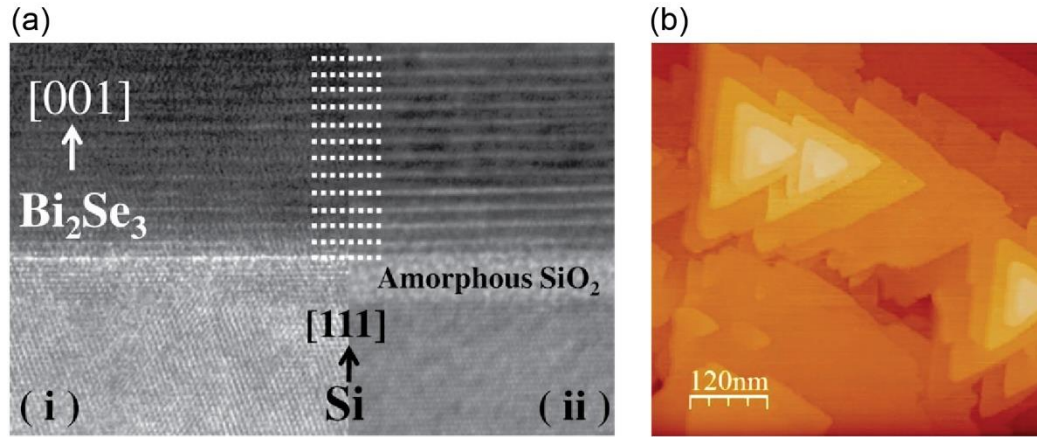 (a)
(b)
[001]
Bi₂Se₃
Amorphous SiO₂
[111]
Si
(i)
(ii)
120nm